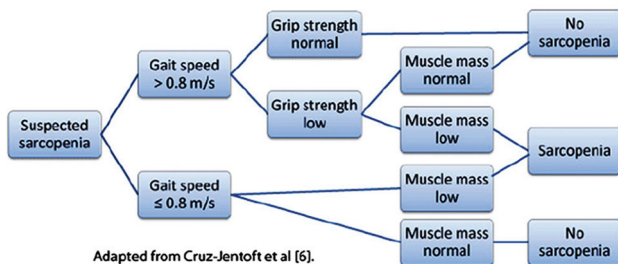 Suspected
sarcopenia
Gait speed
> 0.8 m/s
Gait speed
≤ 0.8 m/s
Grip strength
normal
Grip strength
low
Muscle mass
normal
Muscle mass
low
Muscle mass
low
Muscle mass
normal
No
sarcopenia
Sarcopenia
No
sarcopenia
Adapted from Cruz-Jentoft et al [6].